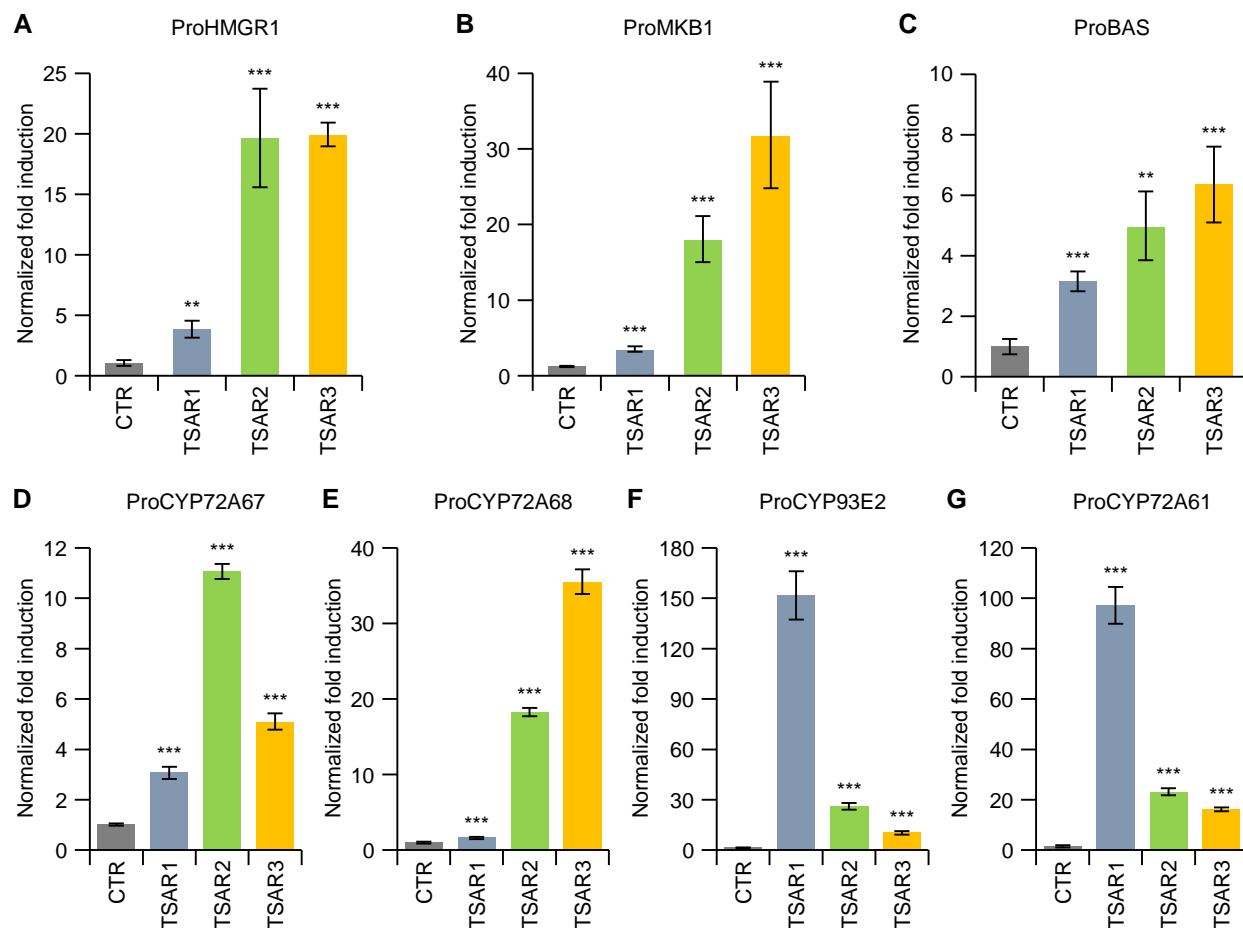 A ProHMGR1
Normalized fold induction
25
20
15
10
5
0
** *** ***
CTR TSAR1 TSAR2 TSAR3
B ProMKB1
Normalized fold induction
40
30
20
10
0
*** *** ***
CTR TSAR1 TSAR2 TSAR3
C ProBAS
Normalized fold induction
10
8
6
4
2
0
*** ** ***
CTR TSAR1 TSAR2 TSAR3
D ProCYP72A67
Normalized fold induction
12
10
8
6
4
2
0
*** *** ***
CTR TSAR1 TSAR2 TSAR3
E ProCYP72A68
Normalized fold induction
40
30
20
10
0
*** *** ***
CTR TSAR1 TSAR2 TSAR3
F ProCYP93E2
Normalized fold induction
180
150
120
90
60
30
0
*** *** ***
CTR TSAR1 TSAR2 TSAR3
G ProCYP72A61
Normalized fold induction
120
100
80
60
40
20
0
*** *** ***
CTR TSAR1 TSAR2 TSAR3